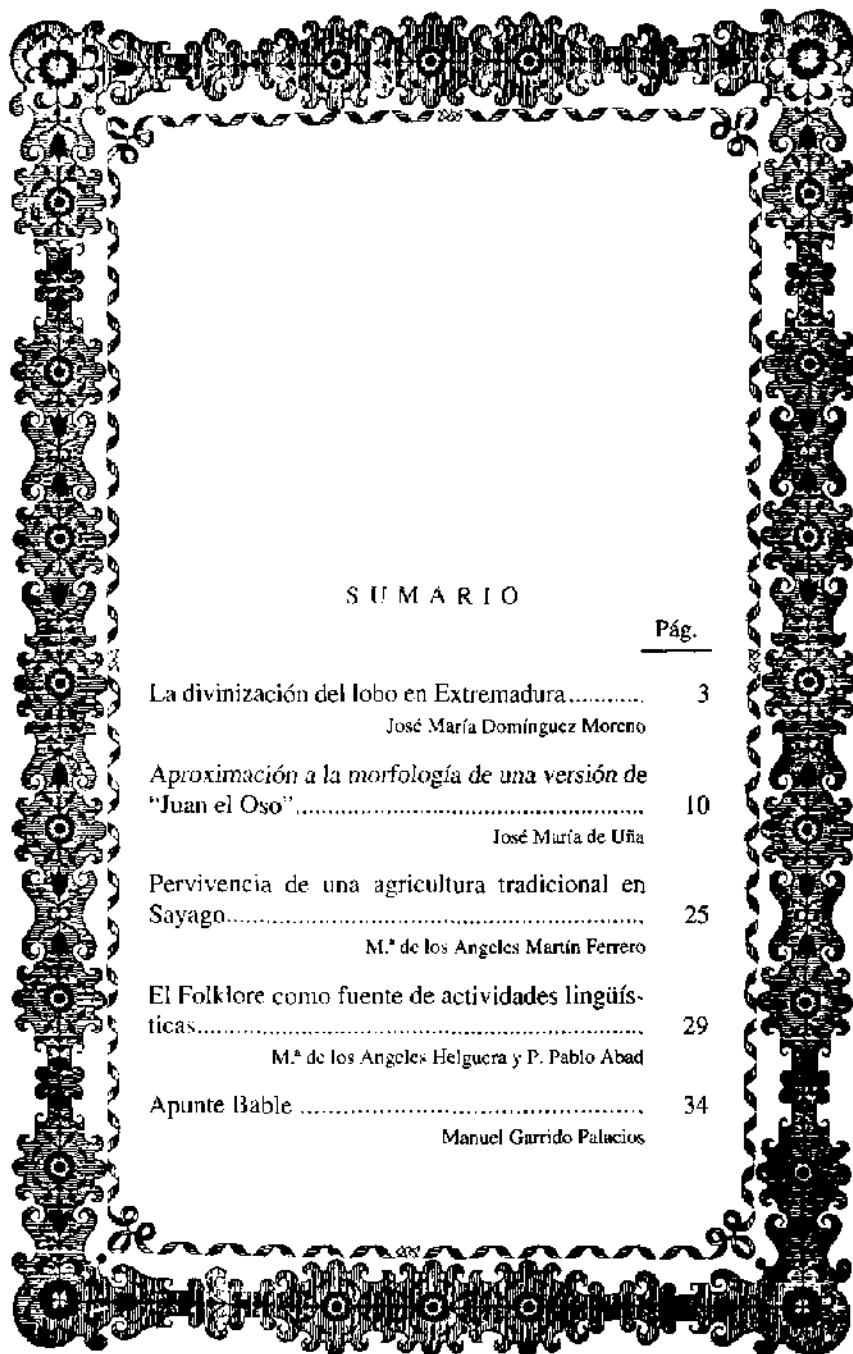 SUMARIO
Pág.
La divinización del lobo en Extremadura............ 3
José María Domínguez Moreno
Aproximación a la morfología de una versión de
“Juan el Oso”................................................ 10
José María de Uña
Pervivencia de una agricultura tradicional en
Sayago.......................................................... 25
M.ª de los Angeles Martín Ferrero
El Folklore como fuente de actividades lingüís-
ticas............................................................... 29
M.ª de los Angeles Helguera y P. Pablo Abad
Apunte Bable ................................................ 34
Manuel Garrido Palacios